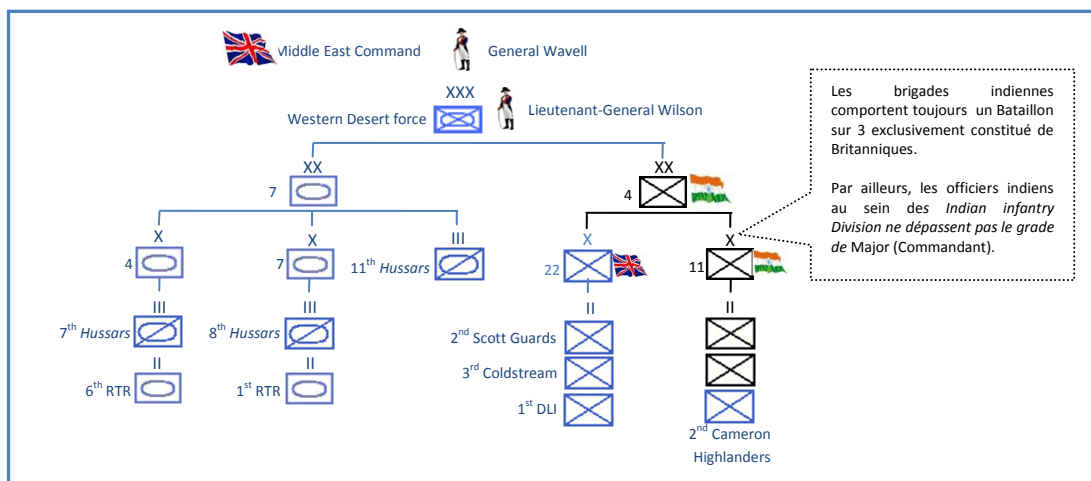 Middle East Command
General Wavell
XXX
Western Desert force
Lieutenant-General Wilson
Les brigades indiennes
comportent toujours un Bataillon
sur 3 exclusivement constitué de
Britanniques.
Par ailleurs, les officiers indiens
au sein des Indian infantry
Division ne dépassent pas le grade
de Major (Commandant).
XX
XX
7
4
X
X
III
X
X
4
7
11th Hussars
22
11
III
III
II
II
7th Hussars
8th Hussars
2nd Scott Guards
II
II
3rd Coldstream
6th RTR
1st RTR
1st DLI
2nd Cameron
Highlanders